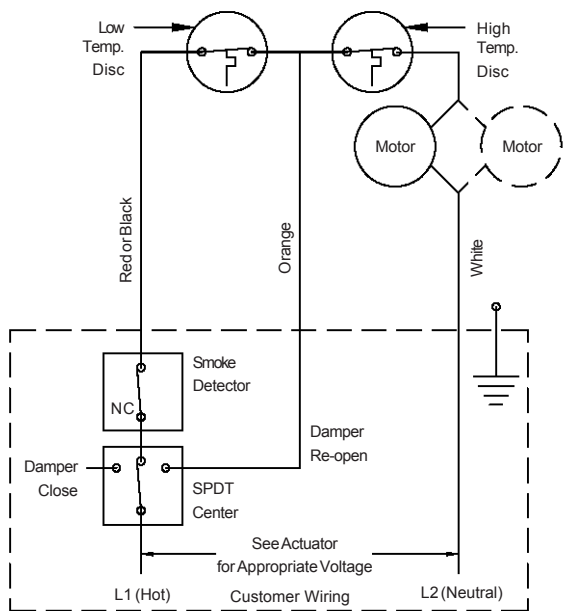 Low
Temp.
Disc
High
Temp.
Disc
Motor
Motor
Red or Black
Orange
White
Smoke
Detector
NC
Damper
Re-open
Damper
Close
SPDT
Center
See Actuator
for Appropriate Voltage
L1 (Hot)
Customer Wiring
L2 (Neutral)